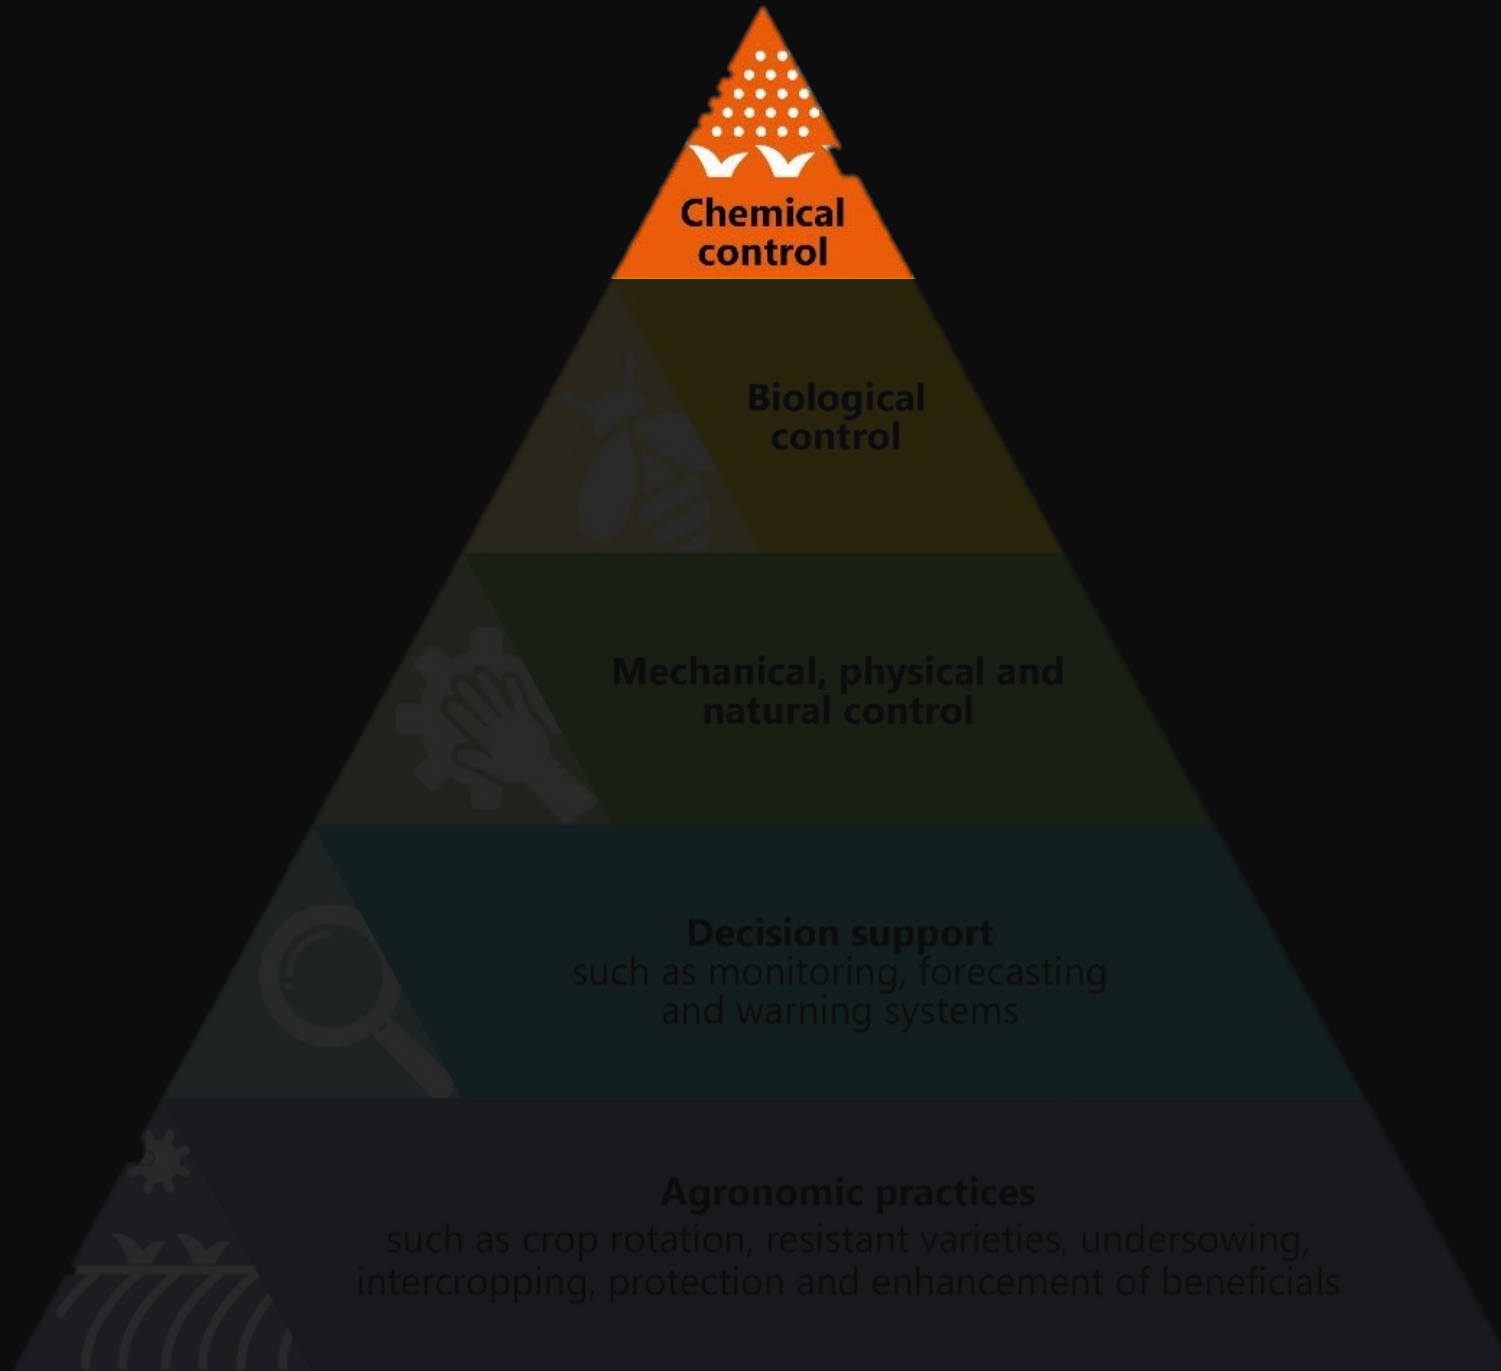 Chemical
control
Biological
control
Mechanical, physical and
natural control
Decision support
such as monitoring, forecasting
and warning systems
Agronomic practices
such as crop rotation, resistant varieties, undersowing,
intercropping, protection and enhancement of beneficials